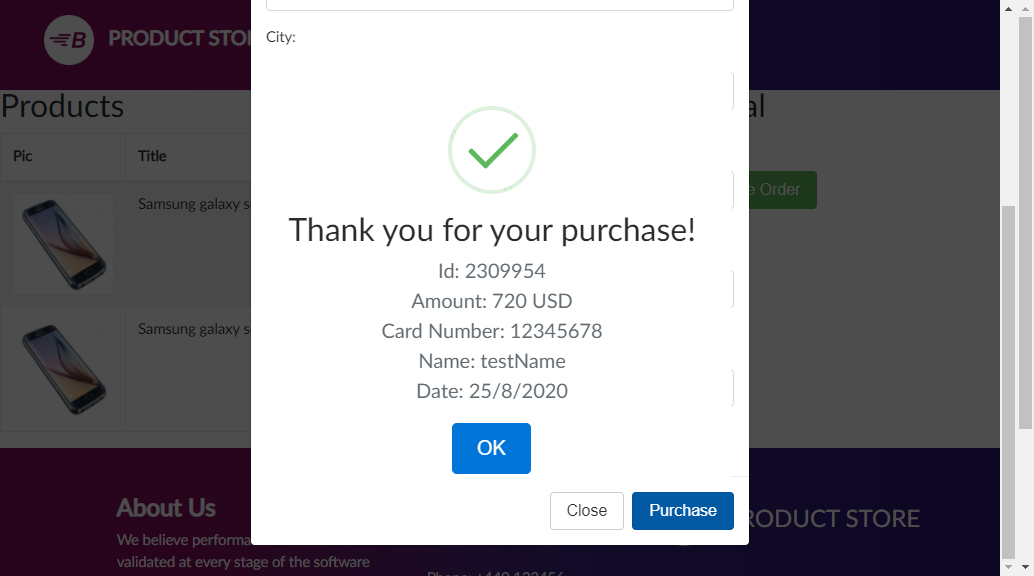 PRODUCT STO
City:
Products
al
Pic
Title
Samsung galaxy s
e Order
Thank you for your purchase!
Id: 2309954
Amount: 720 USD
Card Number: 12345678
Name: testName
Date: 25/8/2020
Samsung galaxy s
OK
Close
Purchase
About Us
RODUCT STORE
We believe performa
validated at every stage of the software
Phone: +440 123456